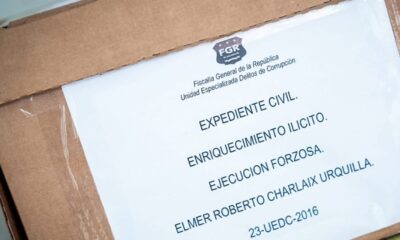 FGR
Fiscalía General de la República
Unidad Especializada Delitos de Corrupción
EXPEDIENTE CIVIL.
ENRIQUECIMIENTO ILICITO.
EJECUCION FORZOSA.
ELMER ROBERTO CHARLAIX URQUILLA.
23-UEDC-2016